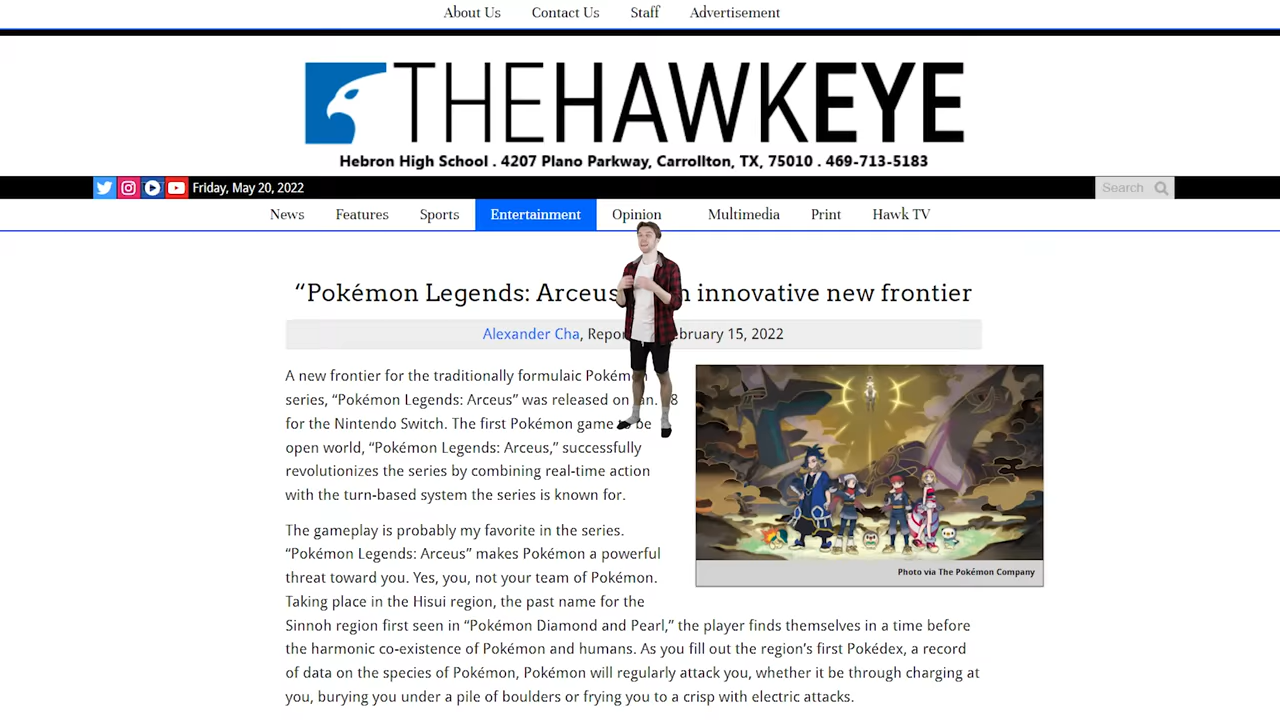 About Us Contact Us Staff Advertisement
THEHAWKEYE
Hebron High School . 4207 Plano Parkway, Carrollton, TX, 75010 . 469-713-5183
Friday, May 20, 2022 Search
News Features Sports Entertainment Opinion Multimedia Print Hawk TV
“Pokémon Legends: Arceus innovative new frontier
Alexander Cha, Repor bruary 15, 2022
A new frontier for the traditionally formulaic Pokémon
series, “Pokémon Legends: Arceus” was released on an. 8
for the Nintendo Switch. The first Pokémon game to be
open world, “Pokémon Legends: Arceus,” successfully
revolutionizes the series by combining real-time action
with the turn-based system the series is known for.
Photo via The Pokémon Company
The gameplay is probably my favorite in the series.
“Pokémon Legends: Arceus” makes Pokémon a powerful
threat toward you. Yes, you, not your team of Pokémon.
Taking place in the Hisui region, the past name for the
Sinnoh region first seen in “Pokémon Diamond and Pearl,” the player finds themselves in a time before
the harmonic co-existence of Pokémon and humans. As you fill out the region’s first Pokédex, a record
of data on the species of Pokémon, Pokémon will regularly attack you, whether it be through charging at
you, burying you under a pile of boulders or frying you to a crisp with electric attacks.